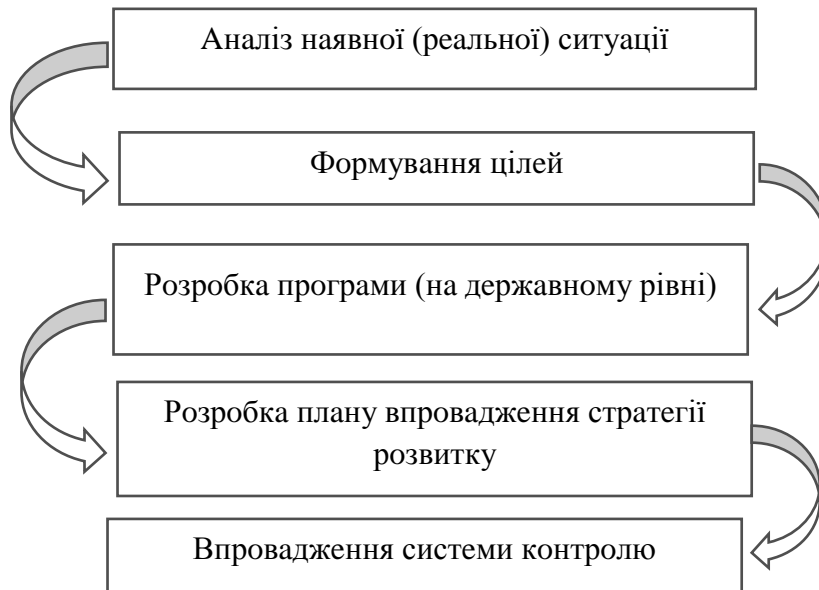 Аналіз наявної (реальної) ситуації
Формування цілей
Розробка програми (на державному рівні)
Розробка плану впровадження стратегії
розвитку
Впровадження системи контролю